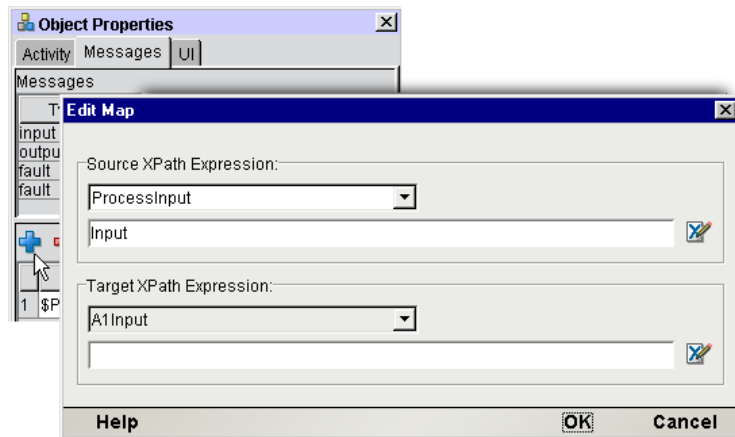 Object Properties
Activity Messages UI
Messages
Edit Map
input
fault
fault
1 $P
Source XPath Expression:
ProcessInput
Input
Target XPath Expression:
A1Input
OK
Help Cancel